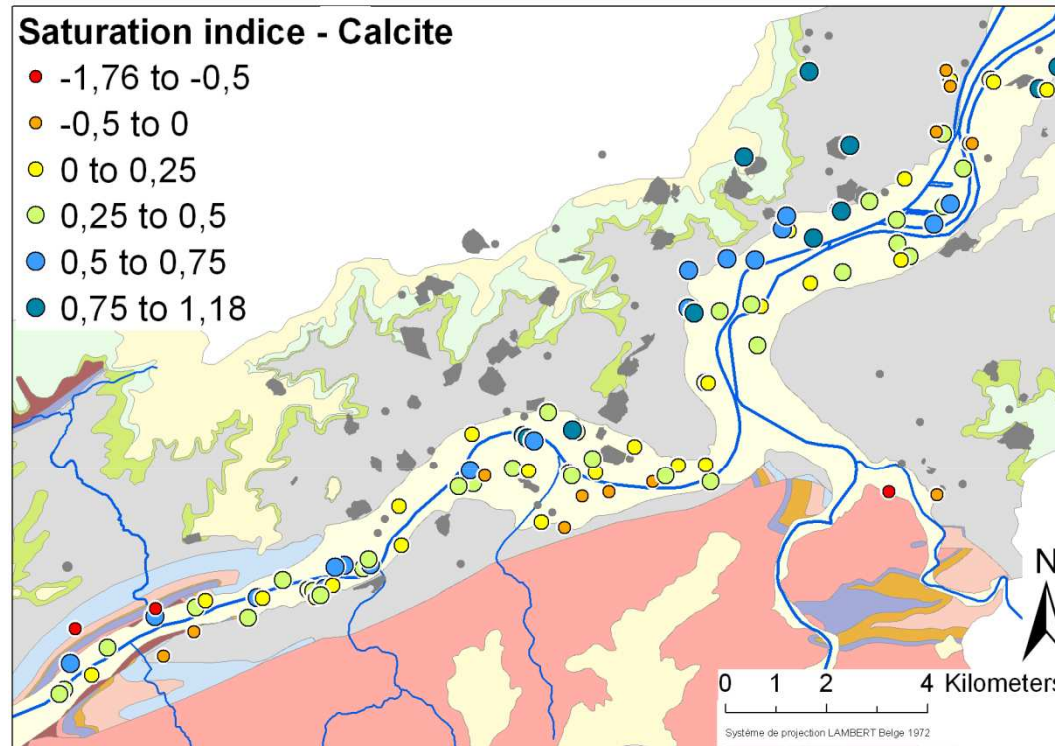 Saturation indice - Calcite
-1,76 to -0,5
-0,5 to 0
0 to 0,25
0,25 to 0,5
0,5 to 0,75
0,75 to 1,18
N
0 1 2 4 Kilometers
Système de projection LAMBERT Belge 1972